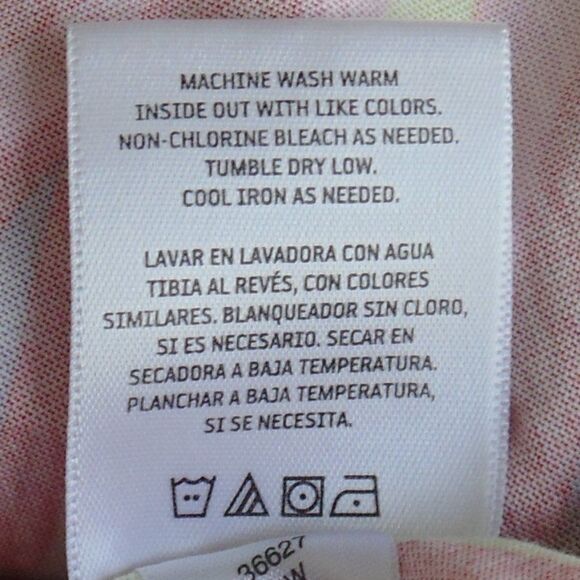 MACHINE WASH WARM
INSIDE OUT WITH LIKE COLORS.
NON-CHLORINE BLEACH AS NEEDED.
TUMBLE DRY LOW.
COOL IRON AS NEEDED.
LAVAR EN LAVADORA CON AGUA
TIBIA AL REVÉS, CON COLORES
SIMILARES. BLANQUEADOR SIN CLORO,
SI ES NECESARIO. SECAR EN
SECADORA A BAJA TEMPERATURA.
PLANCHAR A BAJA TEMPERATURA,
SI SE NECESITA.
36627
W